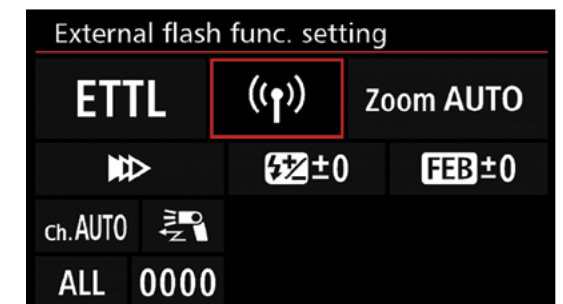 External flash func. setting
ETTL Zoom AUTO
±0 FEB±0
Ch.AUTO
ALL 0000